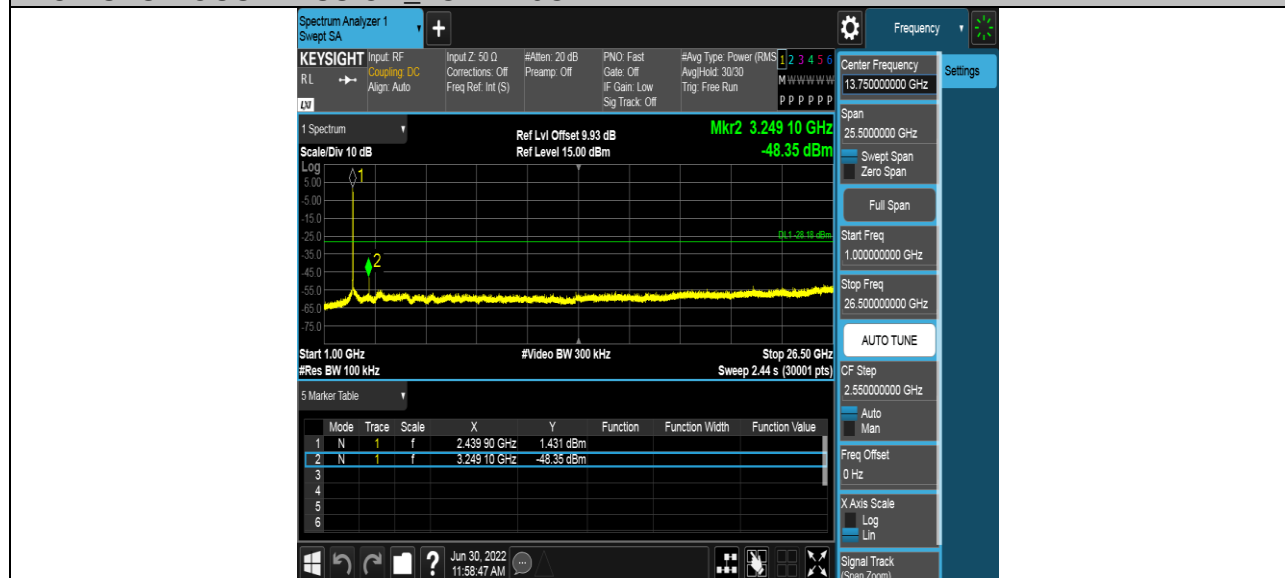 Spectrum Analyzer 1
Swept SA
Frequency
KEYSIGHT
RL
LXI
Input: RF
Coupling: DC
Align: Auto
Input Z: 50 Ω
Corrections: Off
Freq Ref: Int (S)
#Atten: 20 dB
Preamp: Off
PNO: Fast
Gate: Off
IF Gain: Low
Sig Track: Off
#Avg Type: Power (RMS
Avg|Hold: 30/30
Trig: Free Run
1 2 3 4 5 6
M W W W W W
P P P P P P
1 Spectrum
Scale/Div 10 dB
Ref Lvl Offset 9.93 dB
Ref Level 15.00 dBm
Mkr2 3.249 10 GHz
-48.35 dBm
Log
5.00
-5.00
-15.0
-25.0
-35.0
-45.0
-55.0
-65.0
-75.0
1
2
DL1 -28.18 dBm
Start 1.00 GHz
#Video BW 300 kHz
Stop 26.50 GHz
#Res BW 100 kHz
Sweep 2.44 s (30001 pts)
5 Marker Table
Mode Trace Scale X Y Function Function Width Function Value
1 N 1 f 2.439 90 GHz 1.431 dBm
2 N 1 f 3.249 10 GHz -48.35 dBm
3
4
5
6
Jun 30, 2022
11:58:47 AM
Settings
Center Frequency
13.750000000 GHz
Span
25.5000000 GHz
Swept Span
Zero Span
Full Span
Start Freq
1.000000000 GHz
Stop Freq
26.500000000 GHz
AUTO TUNE
CF Step
2.550000000 GHz
Auto
Man
Freq Offset
0 Hz
X Axis Scale
Log
Lin
Signal Track
(Span Zoom)